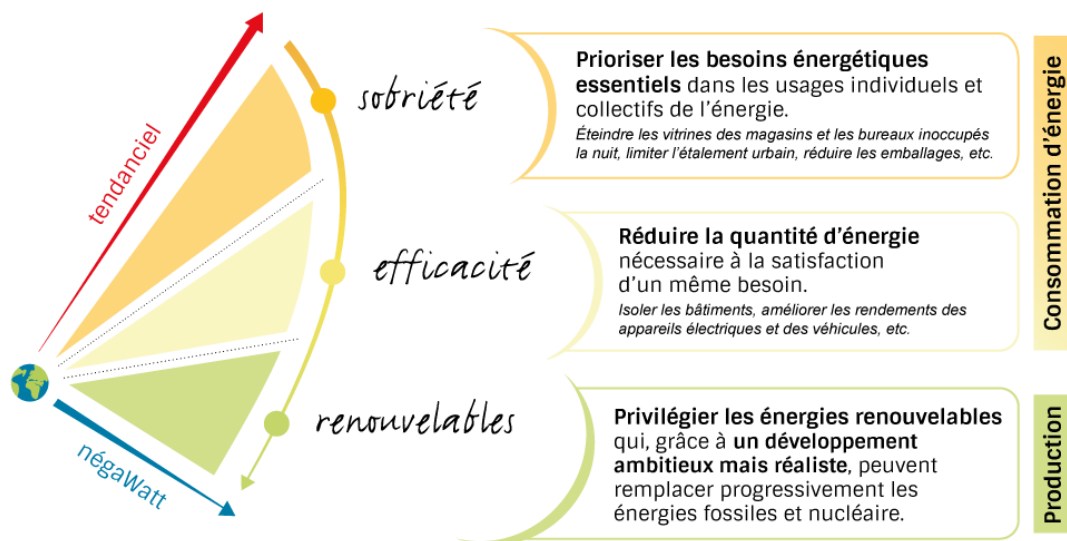 tendanciel
négaWatt
sobriété
Prioriser les besoins énergétiques
essentiels dans les usages individuels et
collectifs de l'énergie.
Éteindre les vitrines des magasins et les bureaux inoccupés
la nuit, limiter l'étalement urbain, réduire les emballages, etc.
efficacité
Réduire la quantité d'énergie
nécessaire à la satisfaction
d'un même besoin.
Isoler les bâtiments, améliorer les rendements des
appareils électriques et des véhicules, etc.
Consommation d'énergie
renouvelables
Privilégier les énergies renouvelables
qui, grâce à un développement
ambitieux mais réaliste, peuvent
remplacer progressivement les
énergies fossiles et nucléaire.
Production